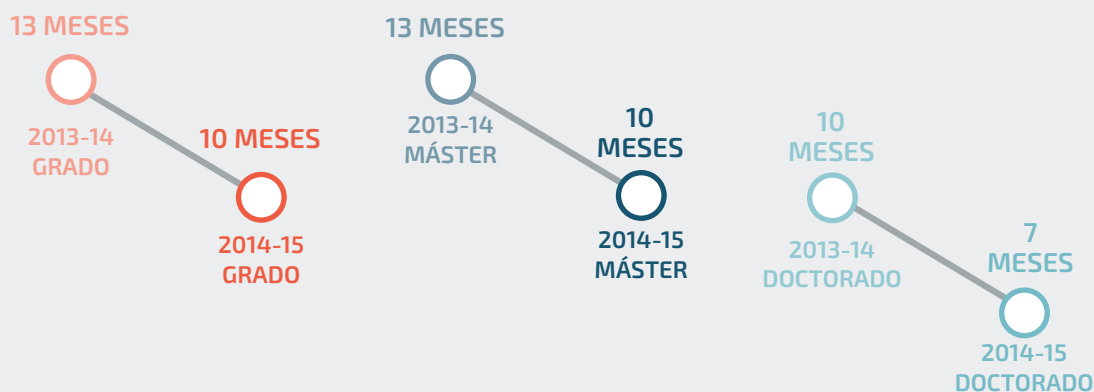 13 MESES
2013-14
GRADO
10 MESES
2014-15
GRADO
13 MESES
2013-14
MÁSTER
10
MESES
2014-15
MÁSTER
10
MESES
2013-14
DOCTORADO
7
MESES
2014-15
DOCTORADO